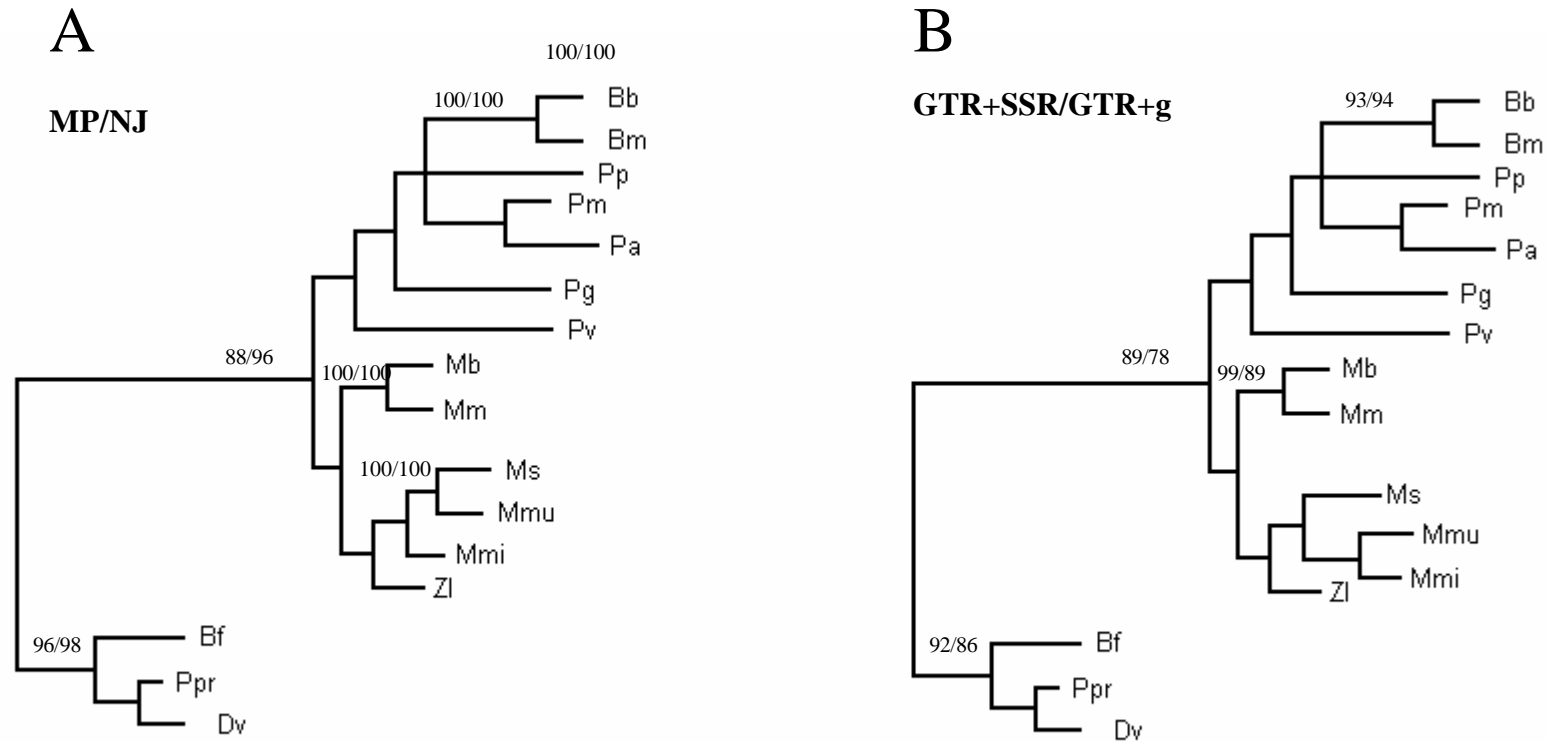 A
100/100
MP/NJ
100/100
Bb
Bm
Pp
Pm
Pa
Pg
Pv
88/96
Mb
100/100
Mm
100/100
Ms
Mmu
Mmi
Zl
96/98
Bf
Ppr
Dv
B
GTR+SSR/GTR+g
93/94
Bb
Bm
Pp
Pm
Pa
Pg
Pv
89/78
99/89
Mb
Mm
Ms
Mmu
Mmi
Zl
92/86
Bf
Ppr
Dv